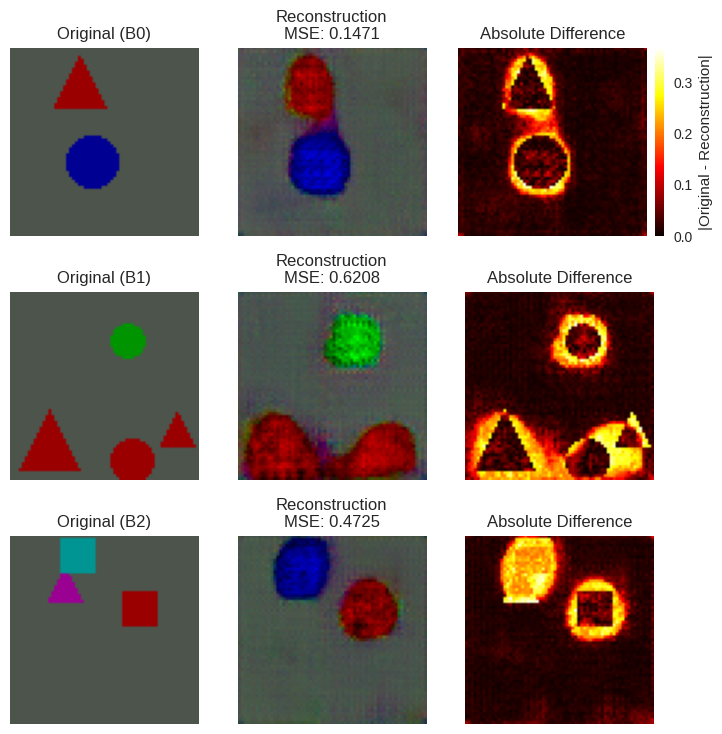 Original (B0)
Reconstruction
MSE: 0.1471
Absolute Difference
0.3
0.2
0.1
0.0
|Original - Reconstruction|
Original (B1)
Reconstruction
MSE: 0.6208
Absolute Difference
Original (B2)
Reconstruction
MSE: 0.4725
Absolute Difference